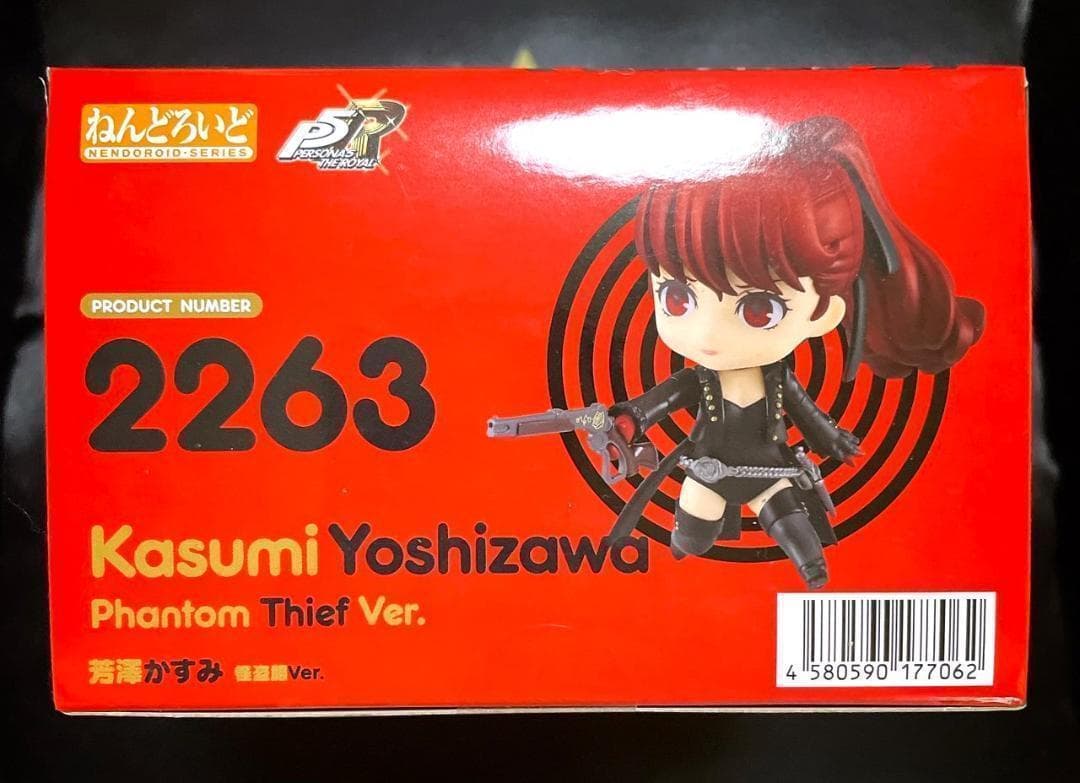 ねんどろいど
NENDOROID·SERIES
P5R
PERSONA5
THE ROYAL
PRODUCT NUMBER
2263
Kasumi Yoshizawa
Phantom Thief Ver.
芳澤かすみ 怪盗服Ver.
4 580590 177062